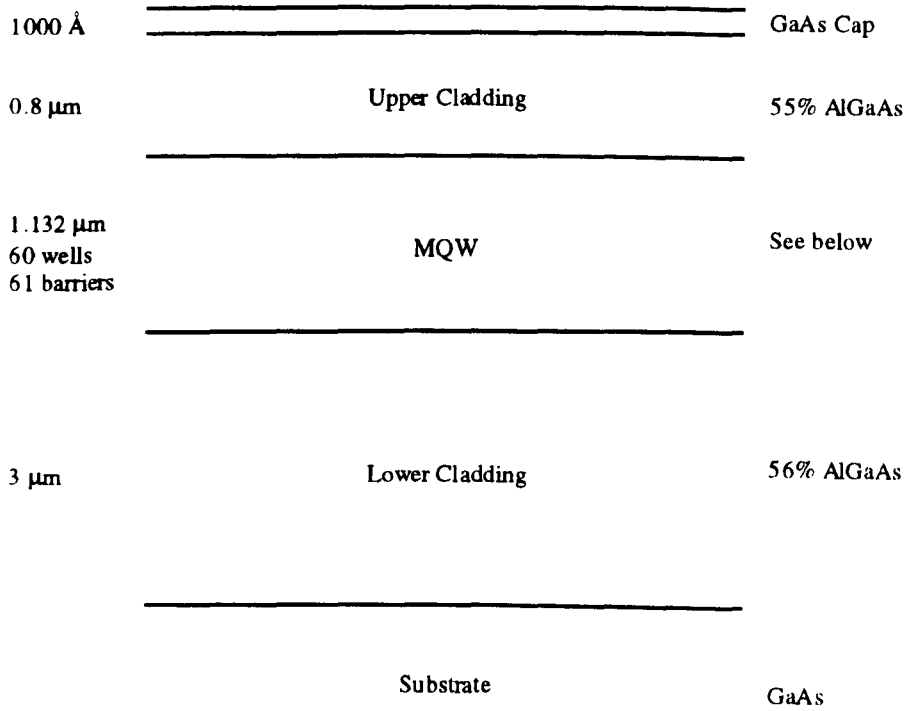 1000 Å
GaAs Cap
0.8 µm
Upper Cladding
55% AlGaAs
1.132 µm
60 wells
61 barriers
MQW
See below
3 µm
Lower Cladding
56% AlGaAs
Substrate
GaAs